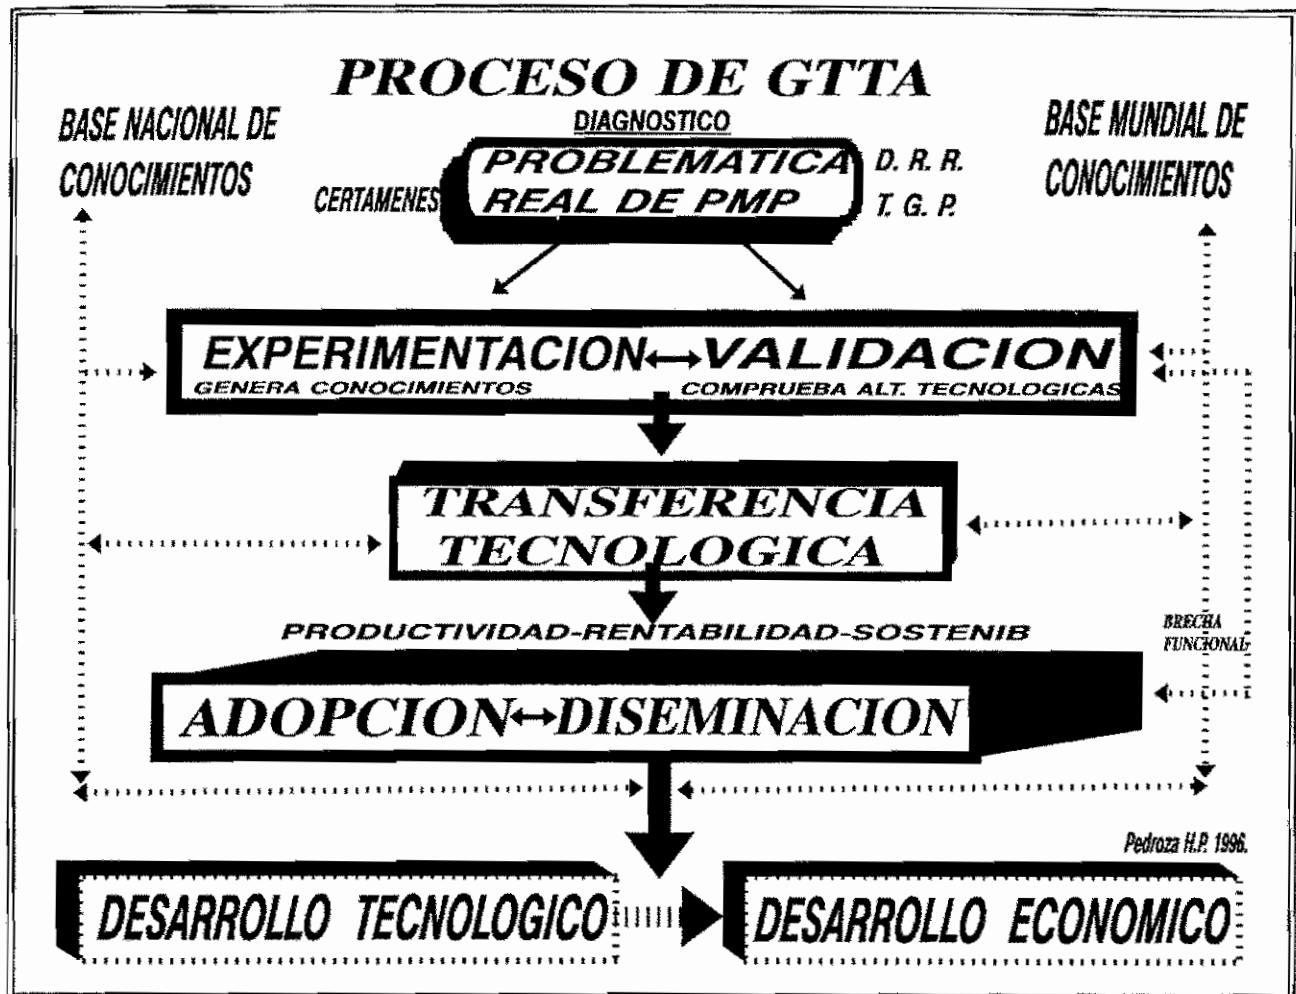 PROCESO DE GTTA
BASE NACIONAL DE
CONOCIMIENTOS
DIAGNOSTICO
BASE MUNDIAL DE
CONOCIMIENTOS
CERTAMENES
PROBLEMATICA
REAL DE PMP
D. R. R.
T. G. P.
EXPERIMENTACION VALIDACION
GENERA CONOCIMIENTOS COMPRUEBA ALT. TECNOLOGICAS
TRANSFERENCIA
TECNOLOGICA
PRODUCTIVIDAD-RENTABILIDAD-SOSTENIB
BRECHA
FUNCIONAL
ADOPCION DISEMINACION
Pedroza H.P. 1996.
DESARROLLO TECNOLOGICO
DESARROLLO ECONOMICO